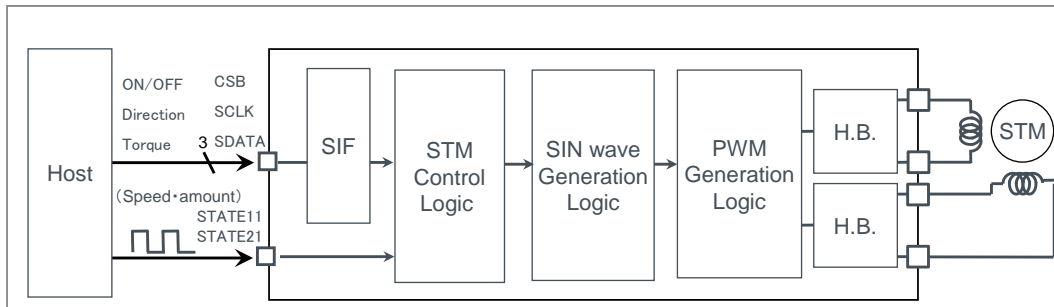 Host
ON/OFF CSB
Direction SCLK
Torque 3 SDATA
(Speed・amount)
STATE11
STATE21
SIF
STM
Control
Logic
SIN wave
Generation
Logic
PWM
Generation
Logic
H.B.
H.B.
STM